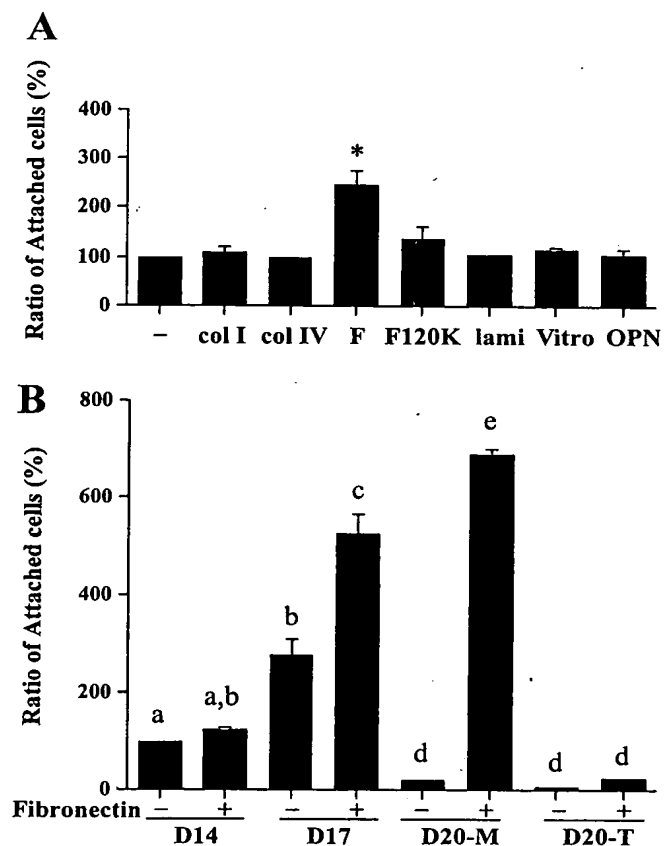 A
Ratio of Attached cells (%)
400
300
200
100
0
*
– col I col IV F F120K lami Vitro OPN
B
Ratio of Attached cells (%)
800
600
400
200
0
a
a,b
b
c
d
e
d
d
Fibronectin – + – + – + – +
D14 D17 D20-M D20-T